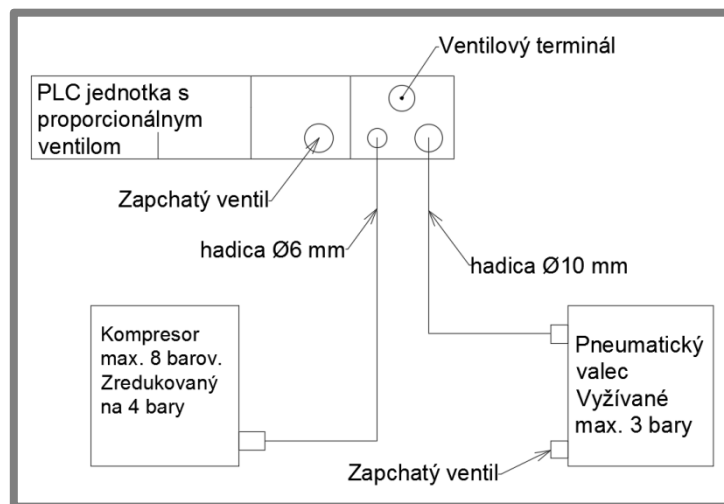 Ventilový terminál
PLC jednotka s
proporcionálnym
ventilom
Zapchatý ventil
hadica Ø6 mm
hadica Ø10 mm
Kompresor
max. 8 barov.
Zredukovaný
na 4 bary
Pneumatický
valec
Vyžívané
max. 3 bary
Zapchatý ventil